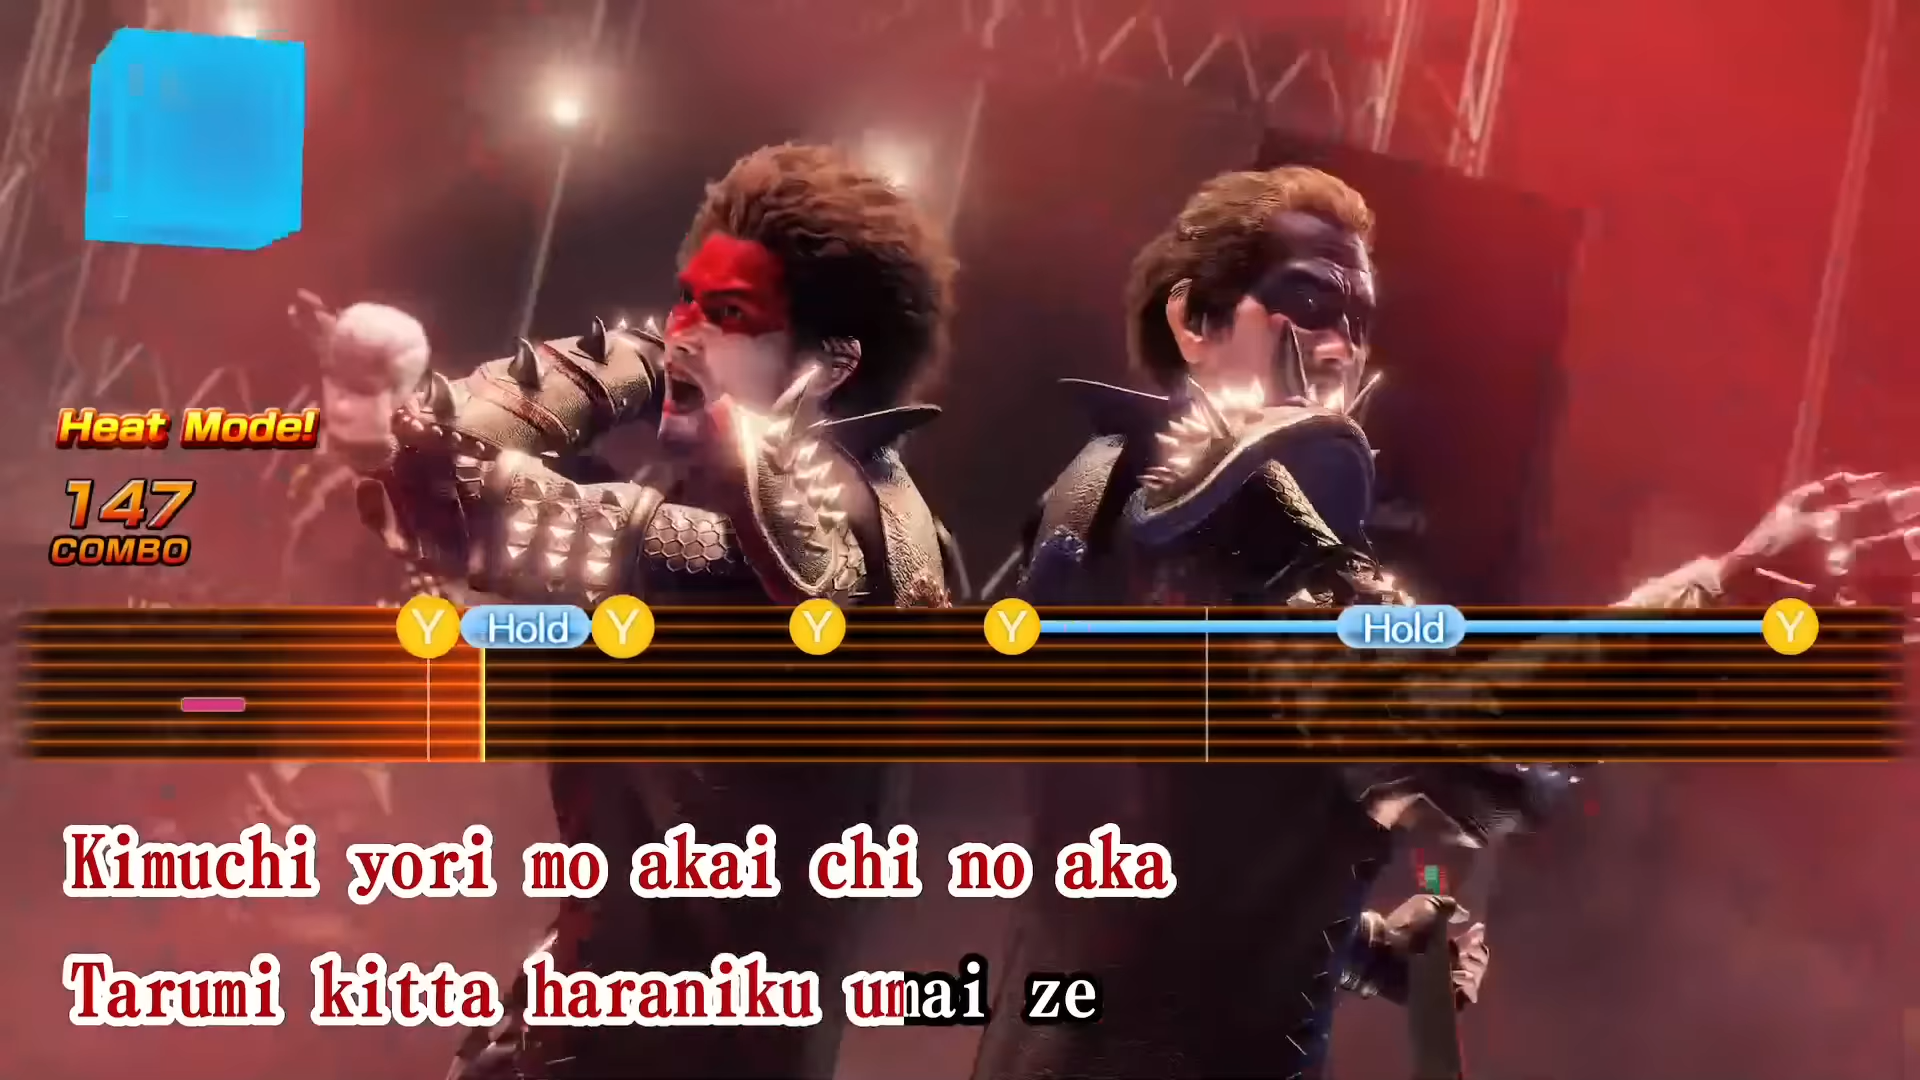 Heat Mode!
147
COMBO
Y Hold Y Y Y Hold Y
Kimuchi yori mo akai chi no aka
Tarumi kitta haraniku umai ze